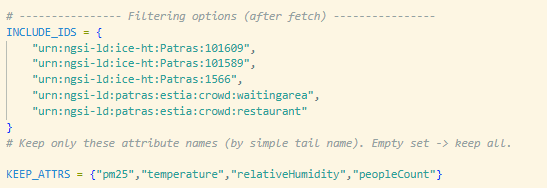 # ---------------- Filtering options (after fetch) ----------------
INCLUDE_IDS = {
    "urn:ngsi-ld:ice-ht:Patras:101609",
    "urn:ngsi-ld:ice-ht:Patras:101589",
    "urn:ngsi-ld:ice-ht:Patras:1566",
    "urn:ngsi-ld:patras:estia:crowd:waitingarea",
    "urn:ngsi-ld:patras:estia:crowd:restaurant"
}
# Keep only these attribute names (by simple tail name). Empty set -> keep all.
KEEP_ATTRS = {"pm25","temperature","relativeHumidity","peopleCount"}